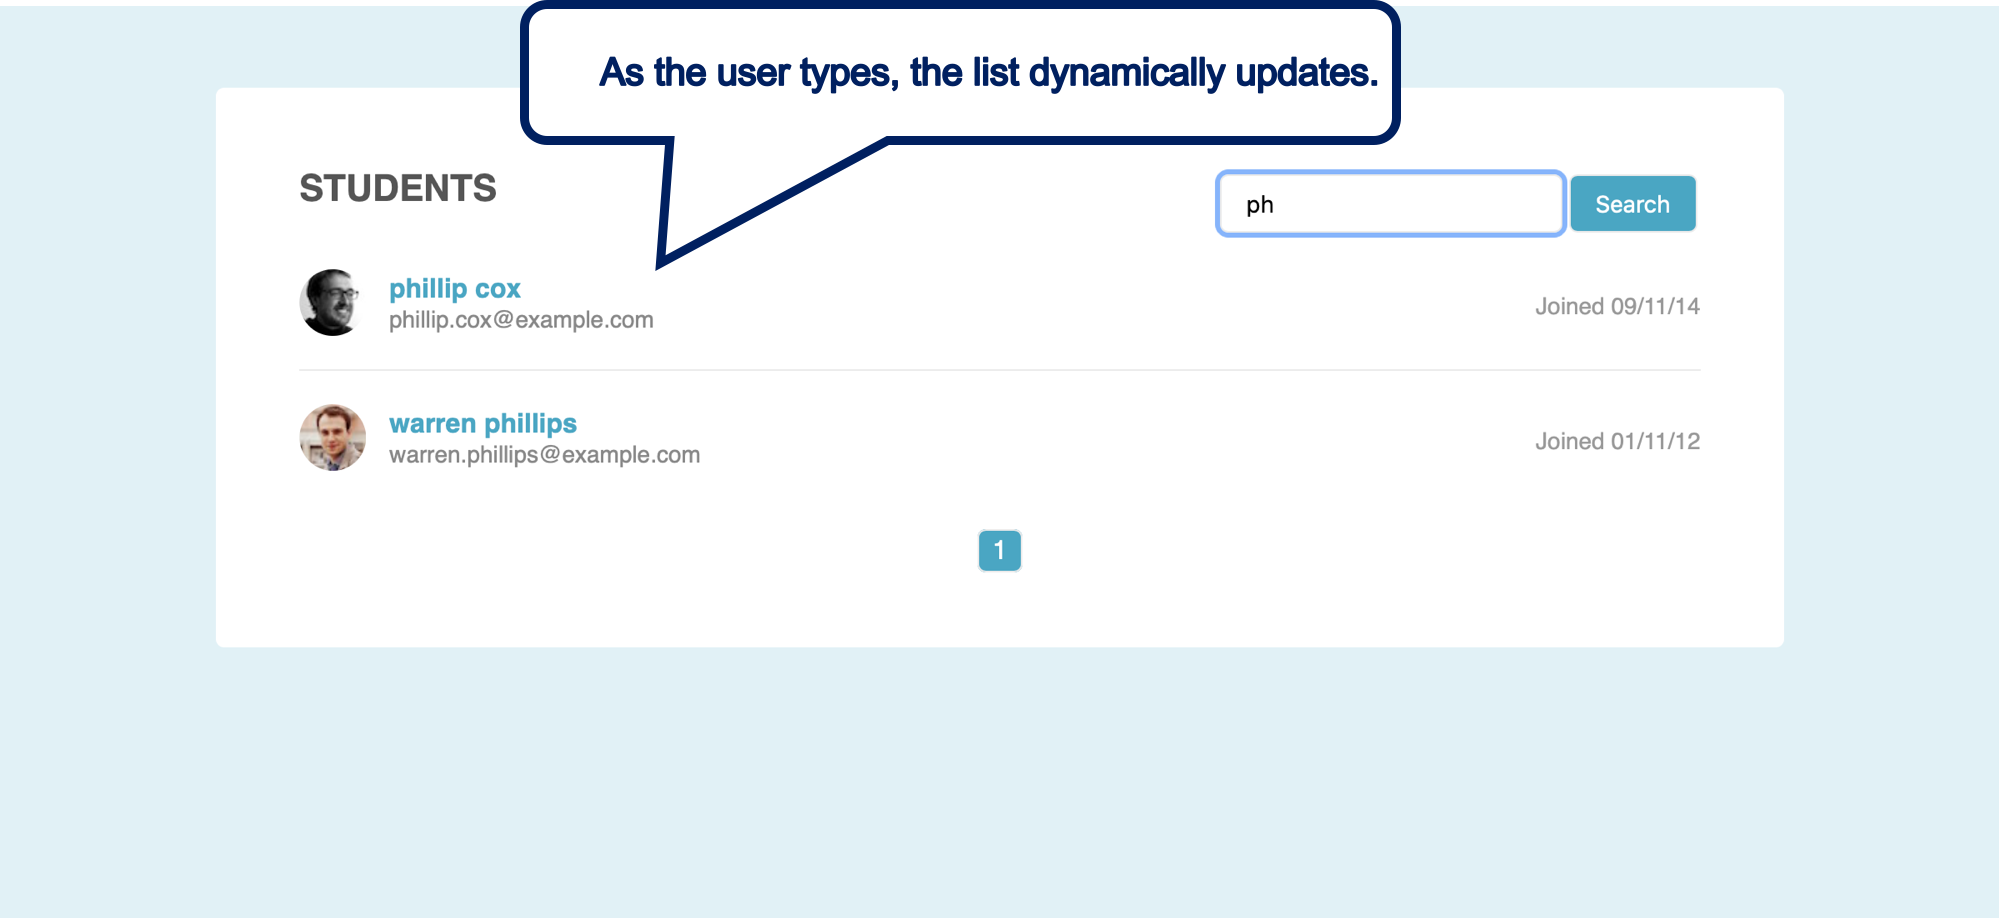 As the user types, the list dynamically updates.
STUDENTS
ph
Search
phillip cox
phillip.cox@example.com
Joined 09/11/14
warren phillips
warren.phillips@example.com
Joined 01/11/12
1